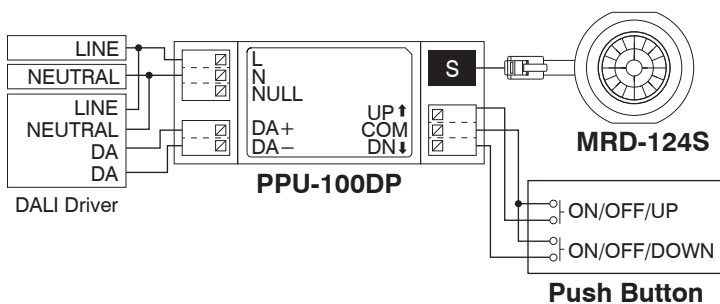 LINE
NEUTRAL
LINE
NEUTRAL
DA
DA
DALI Driver
L
N
NULL
DA+
DA−
UP⬆
COM
DN⬇
PPU-100DP
S
MRD-124S
ON/OFF/UP
ON/OFF/DOWN
Push Button